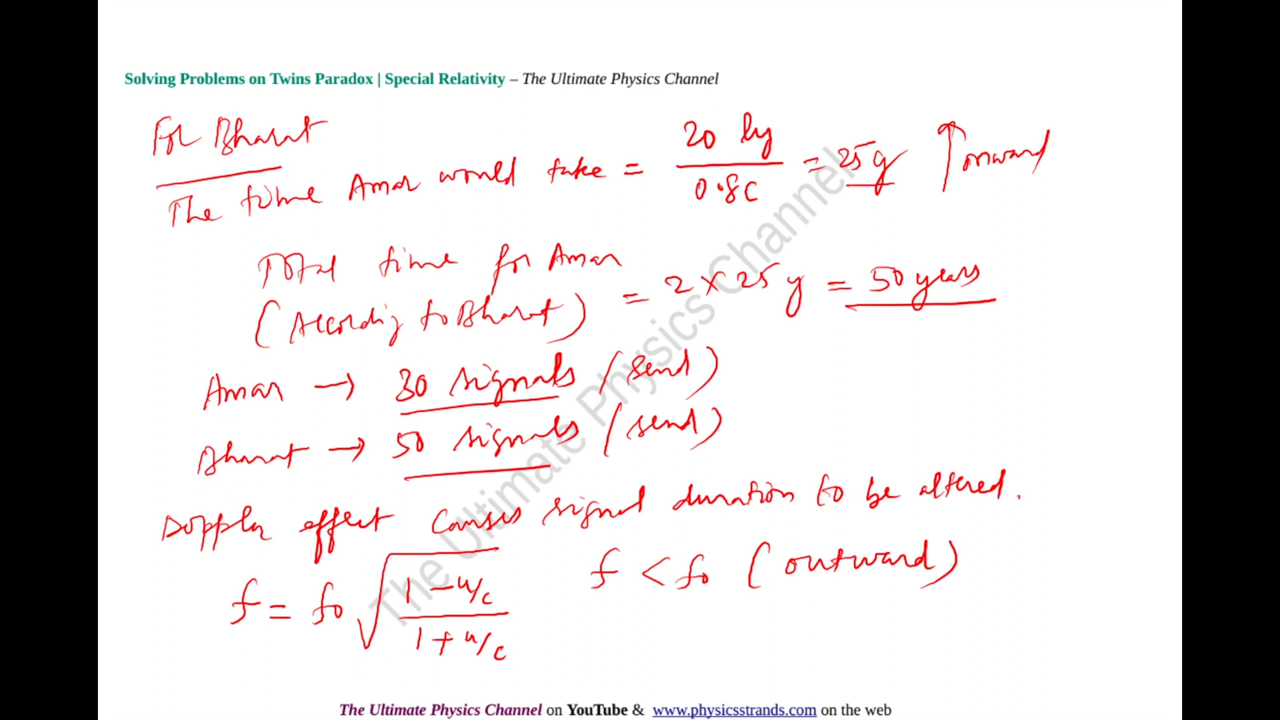 Solving Problems on Twins Paradox | Special Relativity – The Ultimate Physics Channel
For Bharat
The time Amar would take = 20 ly / 0.8c = 25 y ↑ onward
Total time for Amar
(According to Bharat) = 2 × 25 y = 50 years
Amar → 30 signals (send)
Bharat → 50 signals (send)
Doppler effect causes signal duration to be altered.
f = f₀ √((1 - u/c) / (1 + u/c)) f < f₀ (outward)
The Ultimate Physics Channel
The Ultimate Physics Channel on YouTube & www.physicsstrands.com on the web